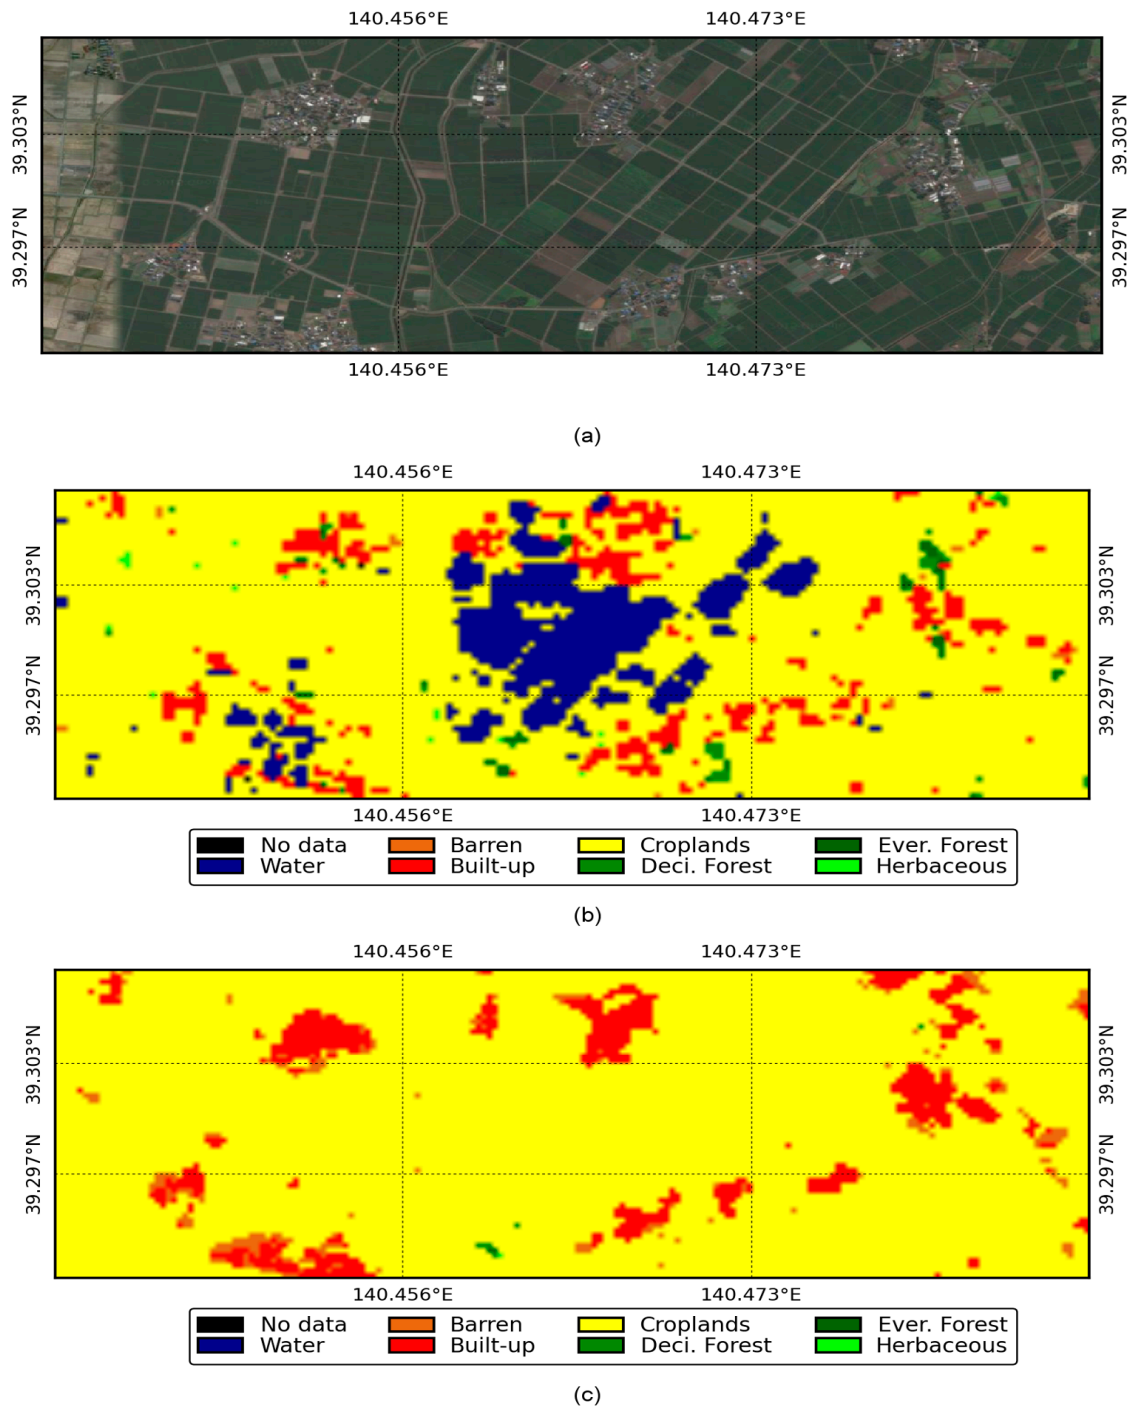 140.456°E 140.473°E
39.303°N 39.303°N
39.297°N 39.297°N
140.456°E 140.473°E
(a)
140.456°E 140.473°E
39.303°N 39.303°N
39.297°N 39.297°N
140.456°E 140.473°E
No data Barren Croplands Ever. Forest
Water Built-up Deci. Forest Herbaceous
(b)
140.456°E 140.473°E
39.303°N 39.303°N
39.297°N 39.297°N
140.456°E 140.473°E
No data Barren Croplands Ever. Forest
Water Built-up Deci. Forest Herbaceous
(c)